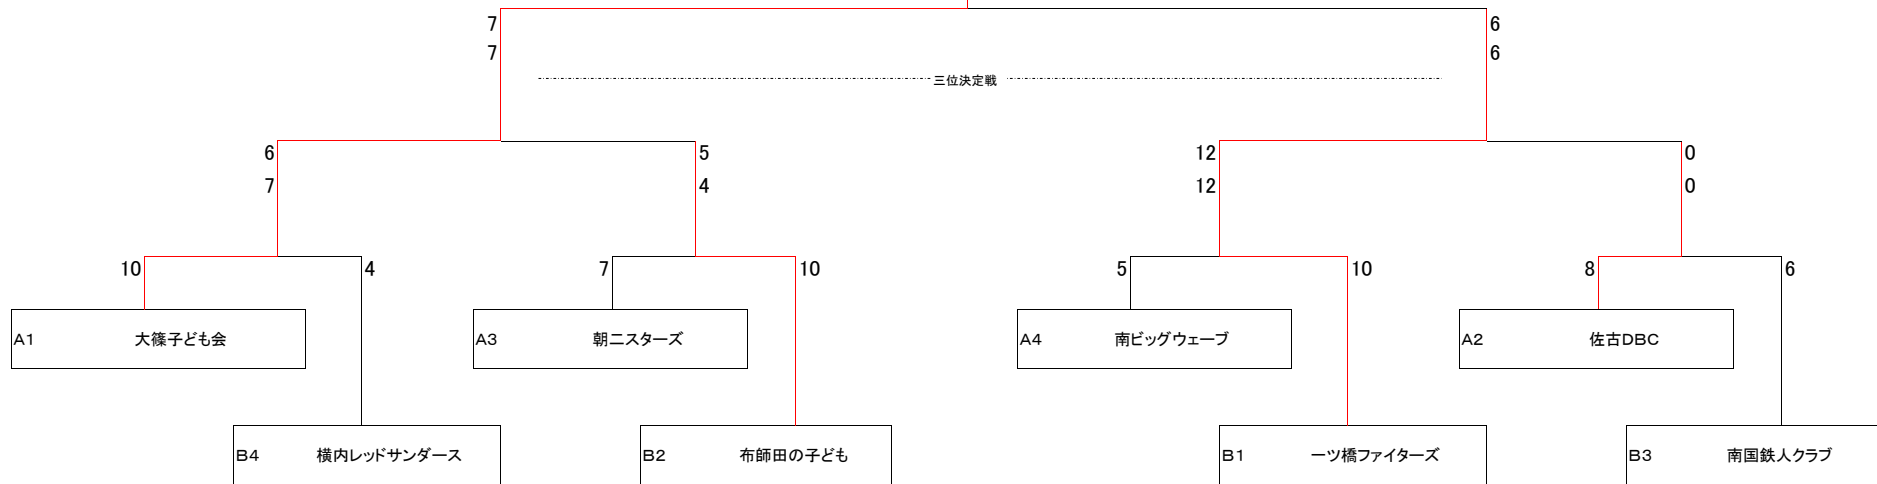 7 6
7 6
三位決定戦
6 5 12 0
7 4 12 0
10 4 7 10 5 10 8 6
A1 大篠子ども会 A3 朝ニスターズ A4 南ビッグウェーブ A2 佐古DBC
B4 横内レッドサンダース B2 布師田の子ども B1 一ツ橋ファイターズ B3 南国鉄人クラブ